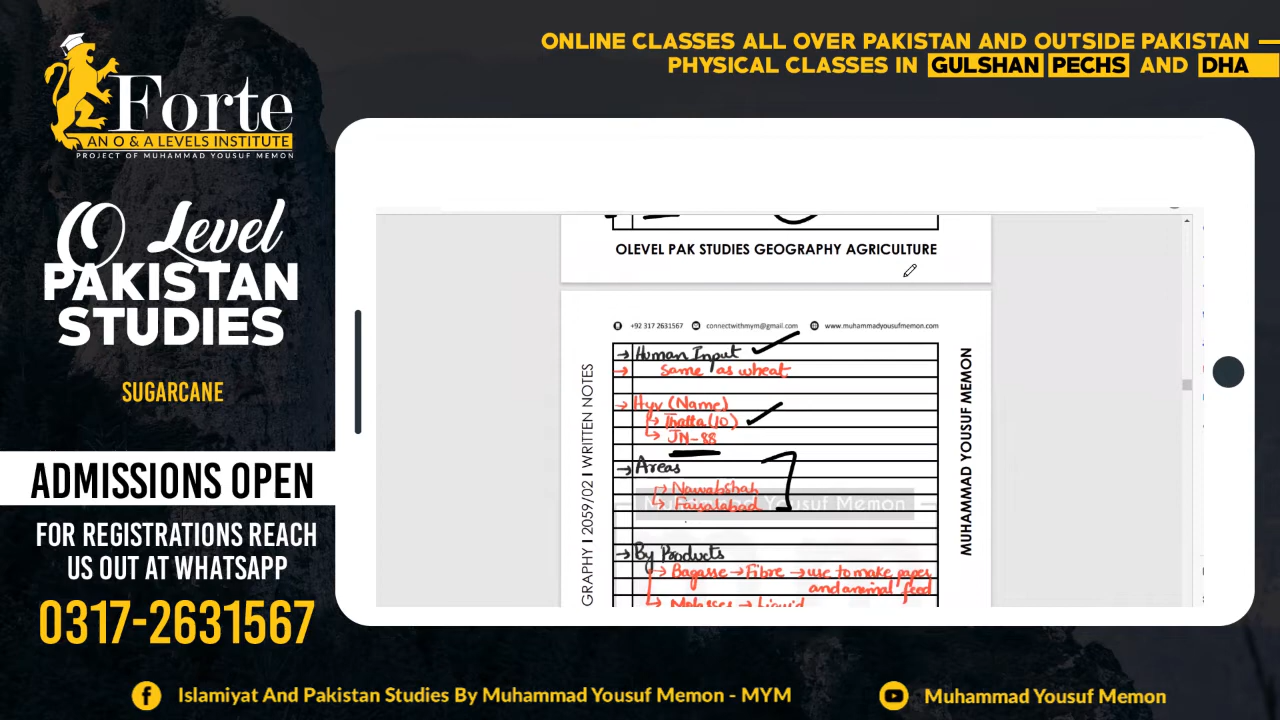 ONLINE CLASSES ALL OVER PAKISTAN AND OUTSIDE PAKISTAN
PHYSICAL CLASSES IN GULSHAN PECHS AND DHA
Forte
AN O & A LEVELS INSTITUTE
PROJECT OF MUHAMMAD YOUSUF MEMON
O Level
PAKISTAN
STUDIES
SUGARCANE
ADMISSIONS OPEN
FOR REGISTRATIONS REACH
US OUT AT WHATSAPP
0317-2631567
OLEVEL PAK STUDIES GEOGRAPHY AGRICULTURE
+92 317 2631567 connectwithmym@gmail.com www.muhammadyousufmemon.com
→ Human Input
→ Same as wheat
→ Hyv (Name)
↳ Thatta (10)
↳ JN-88
→ Areas
↳ Nawabshah
↳ Faisalabad
Muhammad Yousuf Memon
→ By Products
↳ Bagasse → Fibre → use to make paper
and animal feed
↳ Molasses → Liquid
GRAPHY I 2059/02 I WRITTEN NOTES
MUHAMMAD YOUSUF MEMON
Islamiyat And Pakistan Studies By Muhammad Yousuf Memon - MYM
Muhammad Yousuf Memon